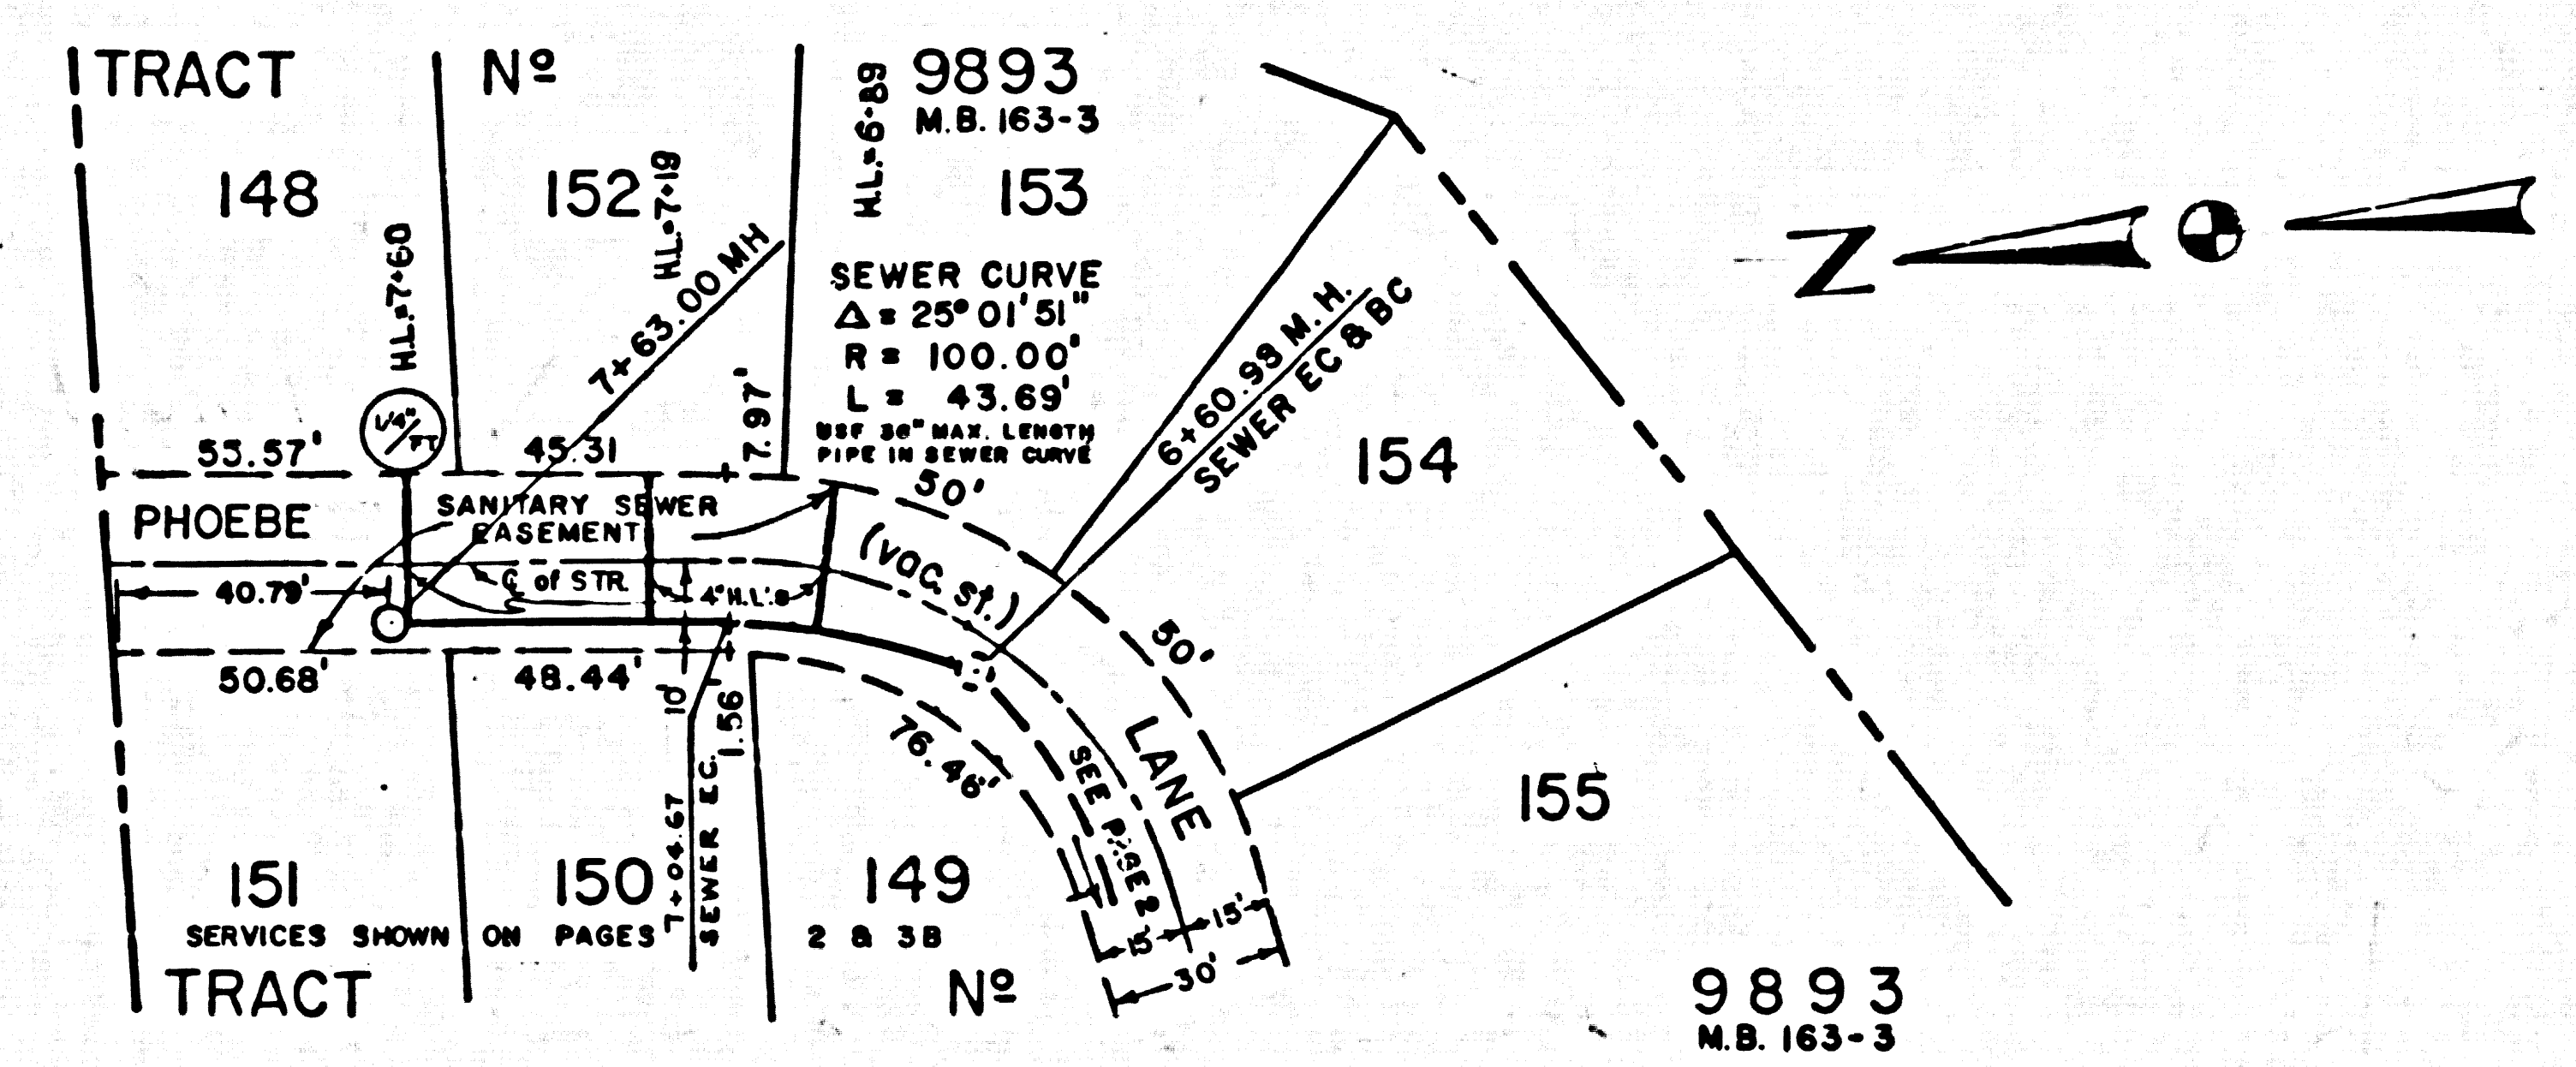 TRACT Nº 9893
M.B. 163-3
148
152
153
H.L.=7+60
H.L.=7+19
H.L.=6+89
7+63.00 MH
SEWER CURVE
Δ = 25° 01' 51"
R = 100.00'
L = 43.69'
USE 36" MAX. LENGTH
PIPE IN SEWER CURVE
6+60.98 M.H.
SEWER EC & BC
154
N
1/4"
/FT
53.57'
45.31
7.97'
50'
PHOEBE
SANITARY SEWER
EASEMENT
(VAC. ST.)
40.79'
℄ of STR.
4" H.L.'s
50'
50.68'
48.44'
10'
1.56'
76.46'
LANE
SEE PAGE 2
155
7+04.67
SEWER E.C.
151
150
149
SERVICES SHOWN ON PAGES 2 & 3B
15'
15'
30'
TRACT Nº 9893
M.B. 163-3